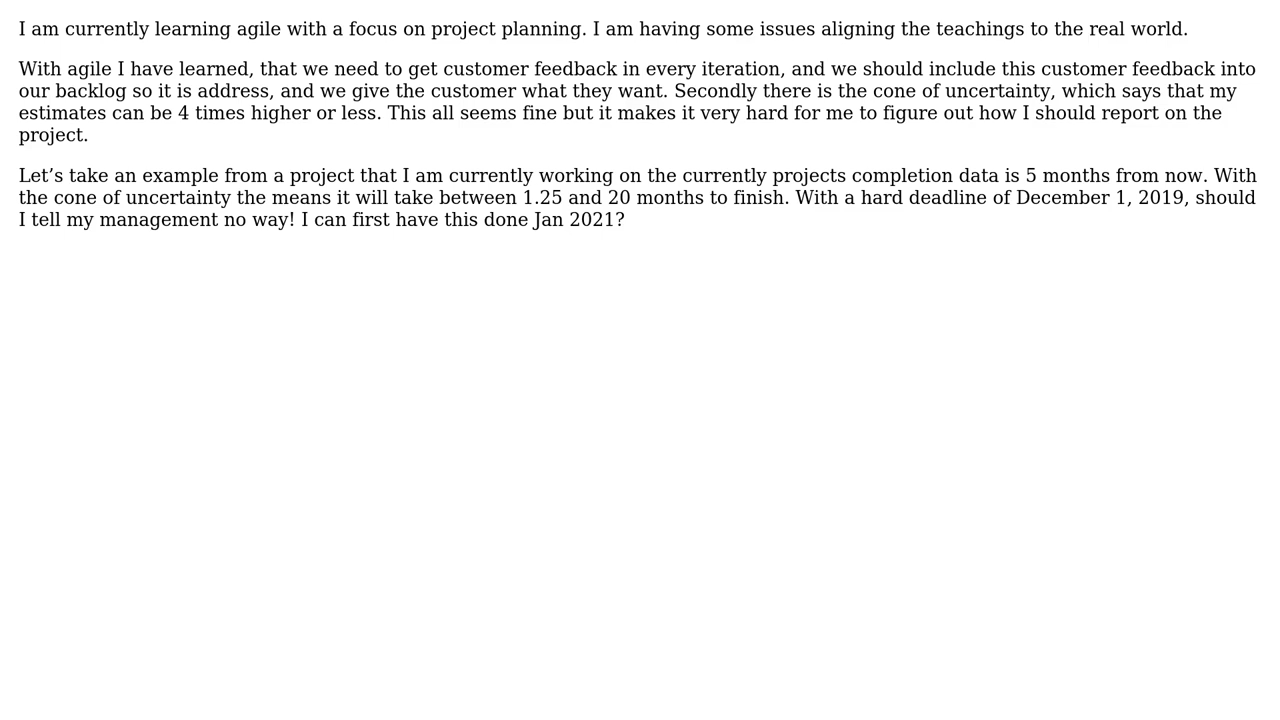 I am currently learning agile with a focus on project planning. I am having some issues aligning the teachings to the real world.
With agile I have learned, that we need to get customer feedback in every iteration, and we should include this customer feedback into
our backlog so it is address, and we give the customer what they want. Secondly there is the cone of uncertainty, which says that my
estimates can be 4 times higher or less. This all seems fine but it makes it very hard for me to figure out how I should report on the
project.
Let’s take an example from a project that I am currently working on the currently projects completion data is 5 months from now. With
the cone of uncertainty the means it will take between 1.25 and 20 months to finish. With a hard deadline of December 1, 2019, should
I tell my management no way! I can first have this done Jan 2021?